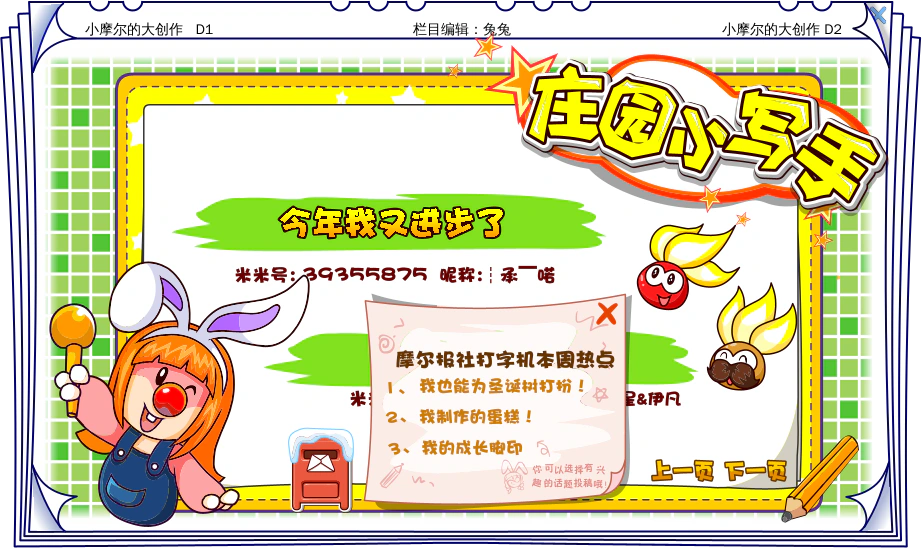 小摩尔的大创作 D1
栏目编辑：兔兔
小摩尔的大创作 D2
庄园小写手
今年我又进步了
米米号：39355875 昵称：¦ 承￣喏
摩尔报社打字机本周热点
1、我也能为圣诞树打扮！
2、我制作的蛋糕！
3、我的成长脚印
你可以选择有兴
趣的话题投稿哦！
米
&伊凡
上一页 下一页